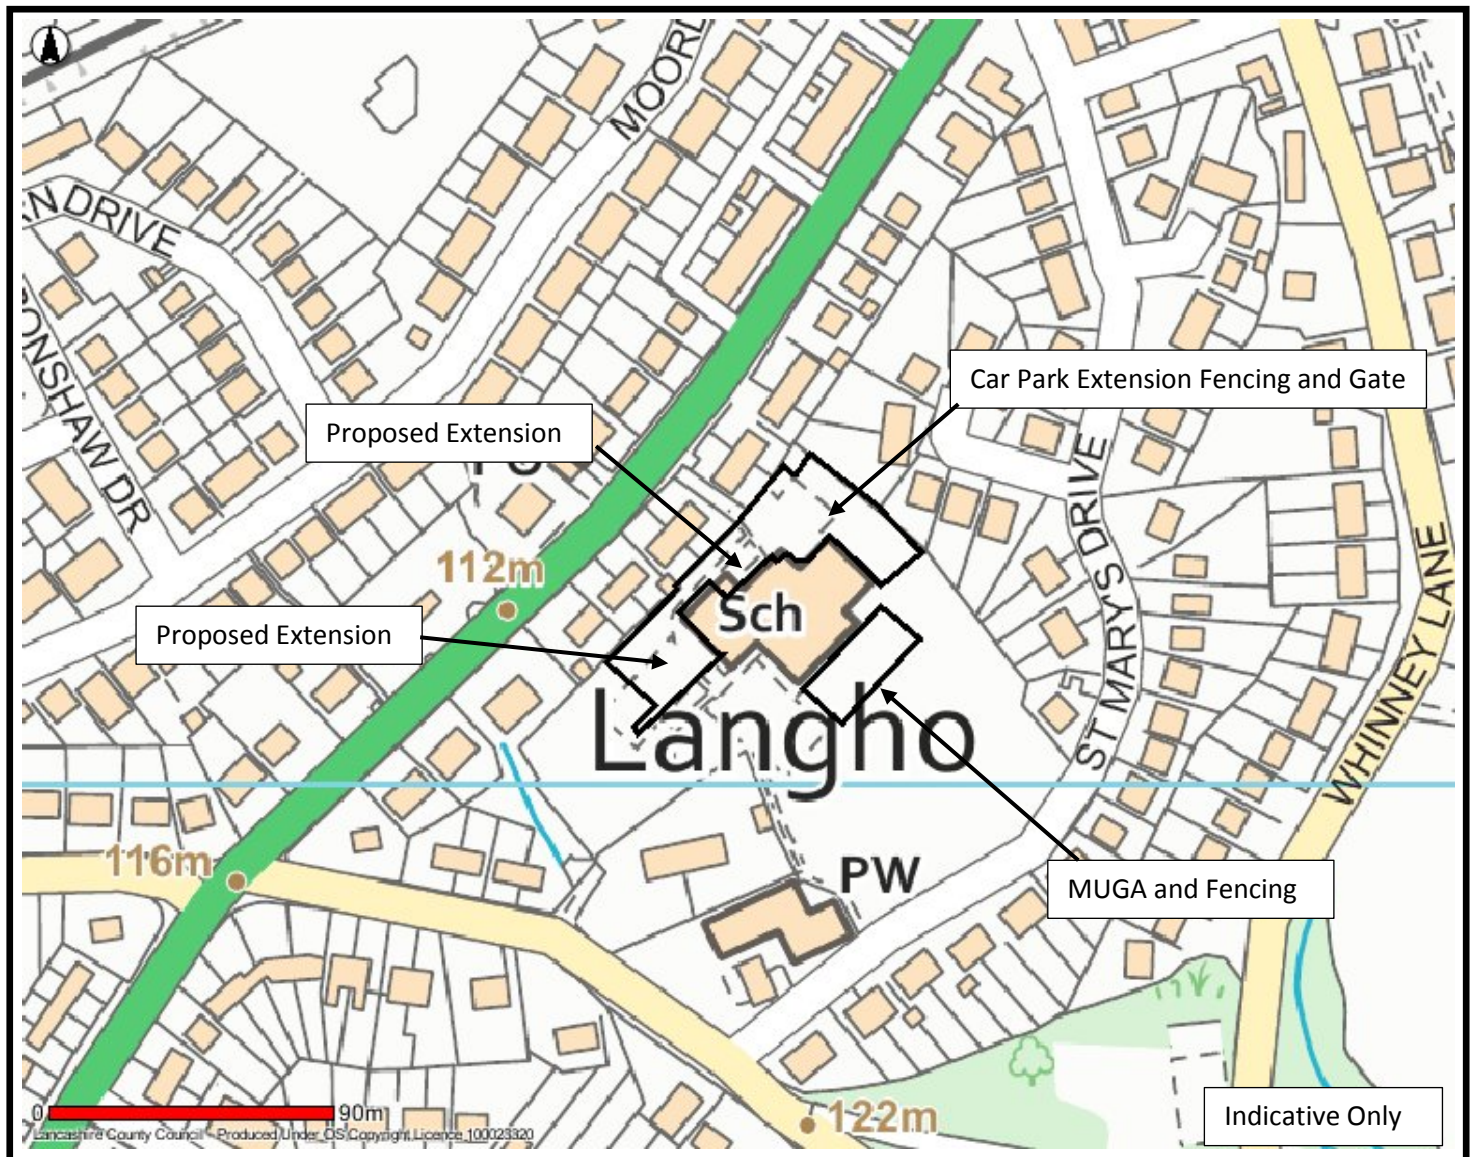 MOORL
NDRIVE
ONSHAW DR
Car Park Extension Fencing and Gate
Proposed Extension
112m
Proposed Extension
Sch
Langho
ST MARY'S DRIVE
WHINNEY LANE
116m
PW
MUGA and Fencing
122m
0 90m
Indicative Only
Lancashire County Council - Produced Under OS Copyright Licence 100023320